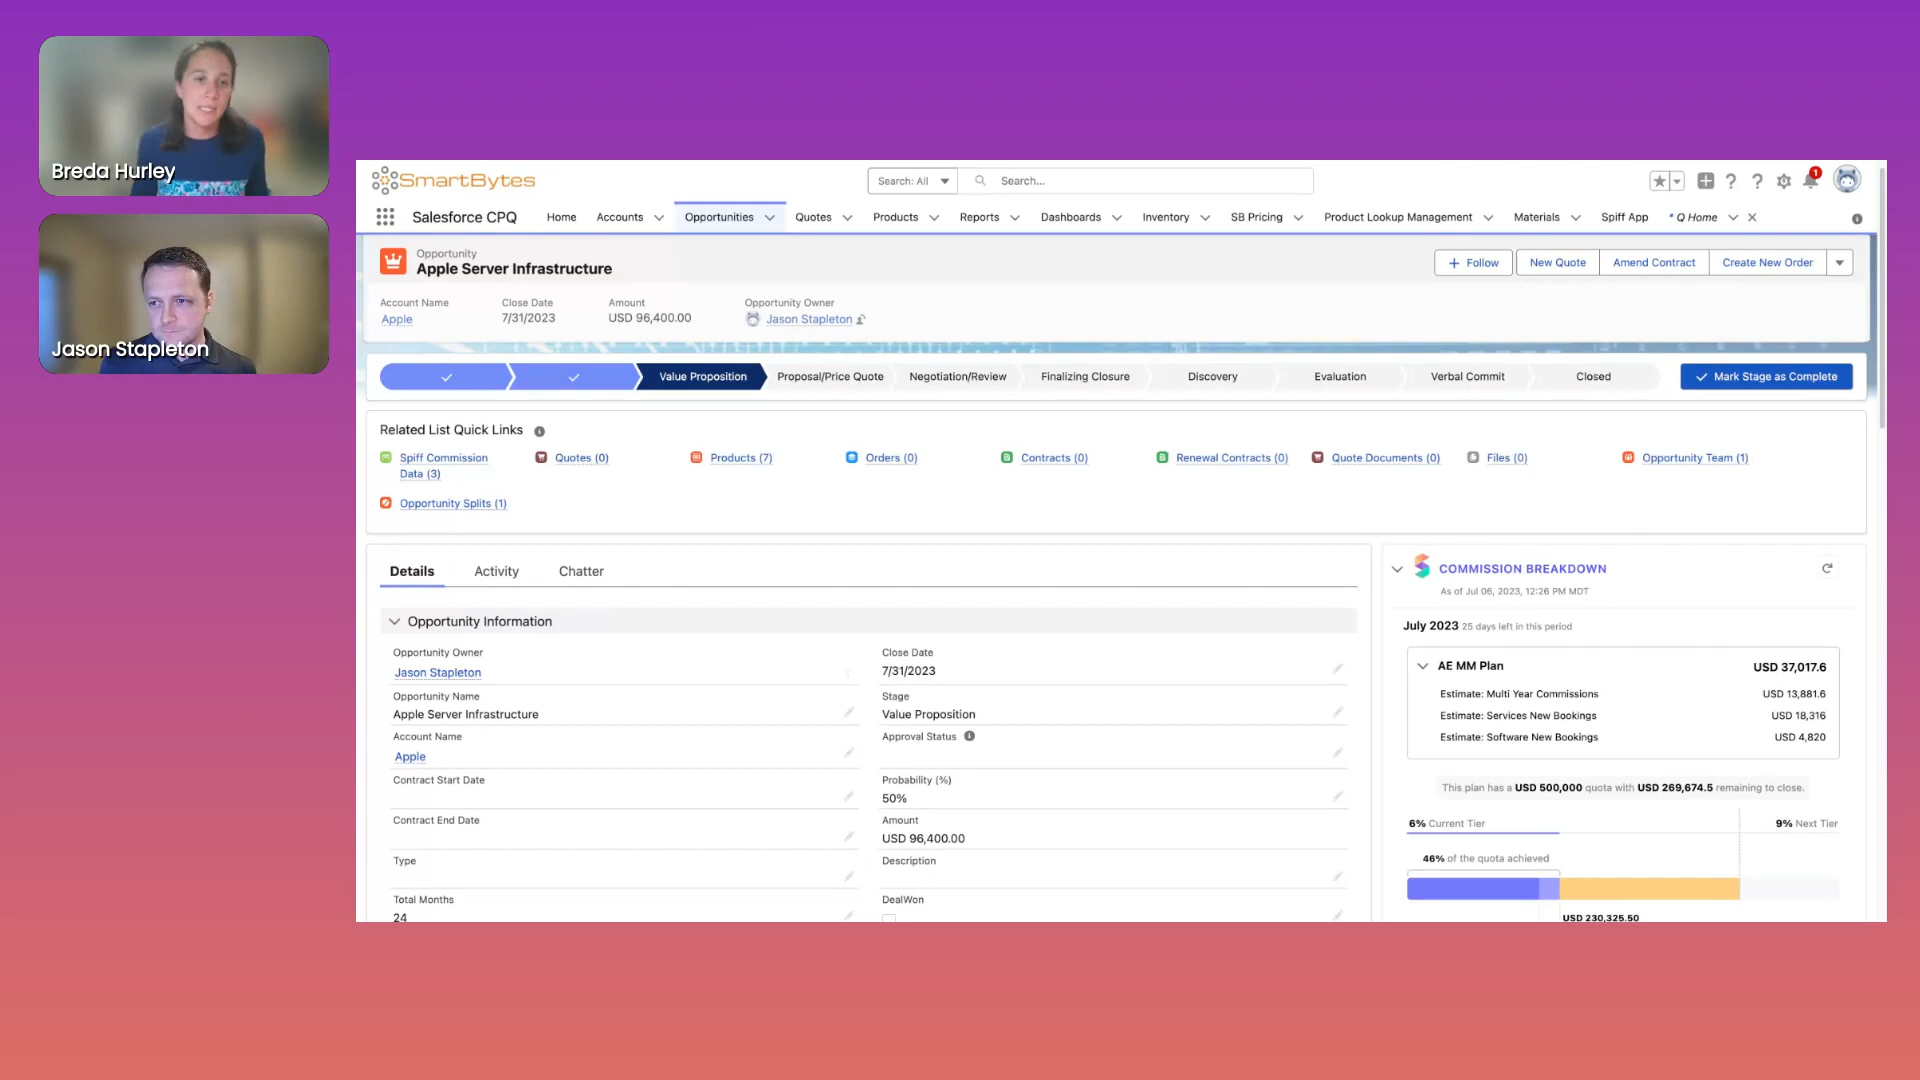 Breda Hurley
Jason Stapleton
SmartBytes
Search: All
Search...
1
Salesforce CPQ
Home
Accounts
Opportunities
Quotes
Products
Reports
Dashboards
Inventory
SB Pricing
Product Lookup Management
Materials
Spiff App
* Q Home
Opportunity
Apple Server Infrastructure
+ Follow
New Quote
Amend Contract
Create New Order
Account Name
Close Date
Amount
Opportunity Owner
Apple
7/31/2023
USD 96,400.00
Jason Stapleton
Value Proposition
Proposal/Price Quote
Negotiation/Review
Finalizing Closure
Discovery
Evaluation
Verbal Commit
Closed
Mark Stage as Complete
Related List Quick Links
Spiff Commission
Data (3)
Quotes (0)
Products (7)
Orders (0)
Contracts (0)
Renewal Contracts (0)
Quote Documents (0)
Files (0)
Opportunity Team (1)
Opportunity Splits (1)
Details
Activity
Chatter
Opportunity Information
Opportunity Owner
Jason Stapleton
Close Date
7/31/2023
Opportunity Name
Apple Server Infrastructure
Stage
Value Proposition
Account Name
Apple
Approval Status
Contract Start Date
Probability (%)
50%
Contract End Date
Amount
USD 96,400.00
Type
Description
Total Months
24
DealWon
COMMISSION BREAKDOWN
As of Jul 06, 2023, 12:26 PM MDT
July 2023 25 days left in this period
AE MM Plan
USD 37,017.6
Estimate: Multi Year Commissions
USD 13,881.6
Estimate: Services New Bookings
USD 18,316
Estimate: Software New Bookings
USD 4,820
This plan has a USD 500,000 quota with USD 269,674.5 remaining to close.
6% Current Tier
9% Next Tier
46% of the quota achieved
USD 230,325.50